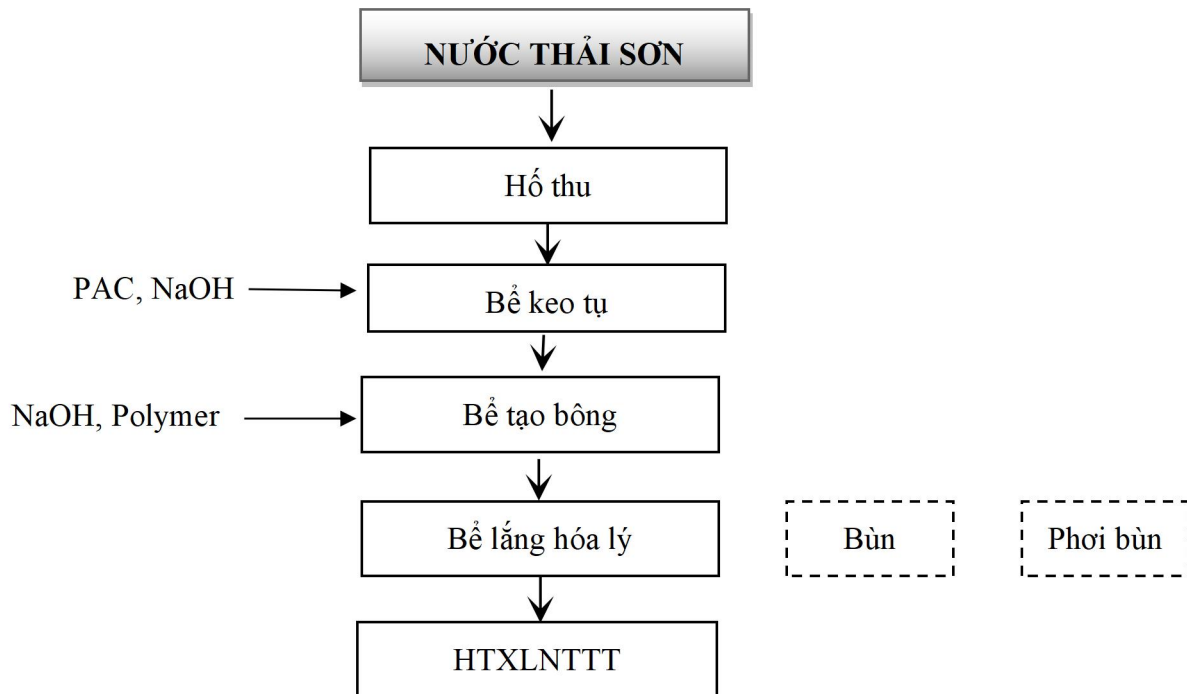 NƯỚC THẢI SƠN
Hố thu
PAC, NaOH
Bể keo tụ
NaOH, Polymer
Bể tạo bông
Bể lắng hóa lý
Bùn
Phơi bùn
HTXLNTTT